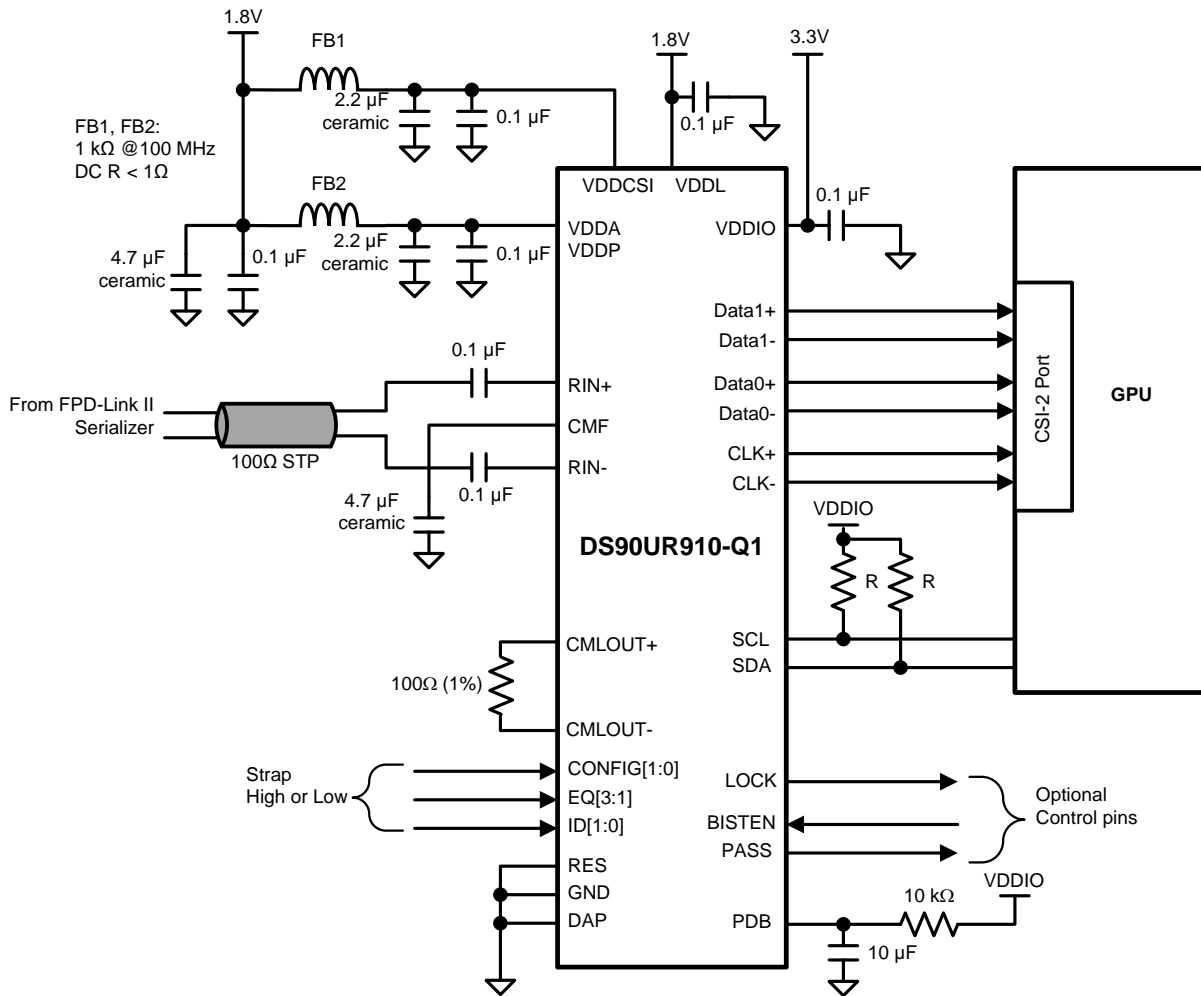 1.8V
FB1
2.2 µF
ceramic
0.1 µF
FB1, FB2:
1 kΩ @100 MHz
DC R < 1Ω
FB2
2.2 µF
ceramic
0.1 µF
4.7 µF
ceramic
0.1 µF
1.8V
0.1 µF
3.3V
0.1 µF
VDDCSI
VDDL
VDDA
VDDP
VDDIO
From FPD-Link II
Serializer
100Ω STP
0.1 µF
0.1 µF
4.7 µF
ceramic
RIN+
CMF
RIN-
Data1+
Data1-
Data0+
Data0-
CLK+
CLK-
CSI-2 Port
GPU
DS90UR910-Q1
VDDIO
R
R
SCL
SDA
CMLOUT+
100Ω (1%)
CMLOUT-
Strap
High or Low
CONFIG[1:0]
EQ[3:1]
ID[1:0]
RES
GND
DAP
LOCK
BISTEN
PASS
Optional
Control pins
PDB
10 kΩ
VDDIO
10 µF